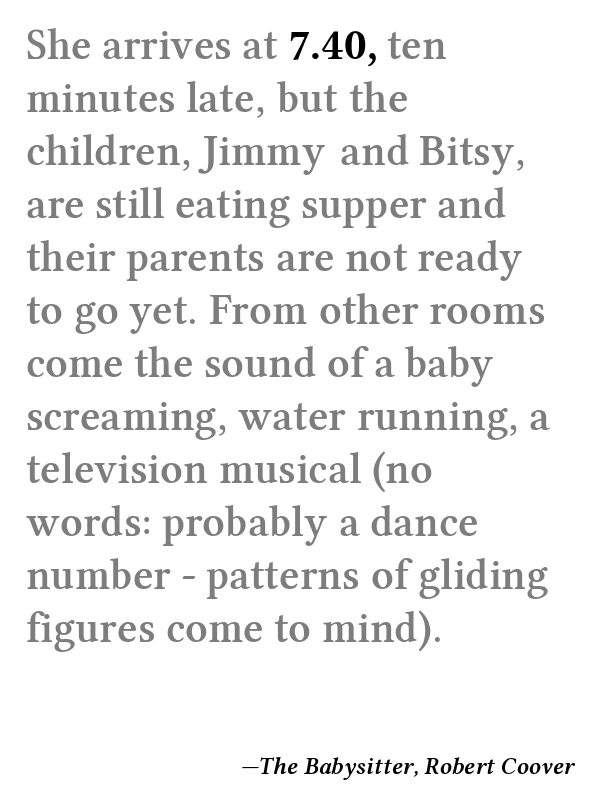 She arrives at 7.40, ten
minutes late, but the
children, Jimmy and Bitsy,
are still eating supper and
their parents are not ready
to go yet. From other rooms
come the sound of a baby
screaming, water running, a
television musical (no
words: probably a dance
number - patterns of gliding
figures come to mind).
—The Babysitter, Robert Coover